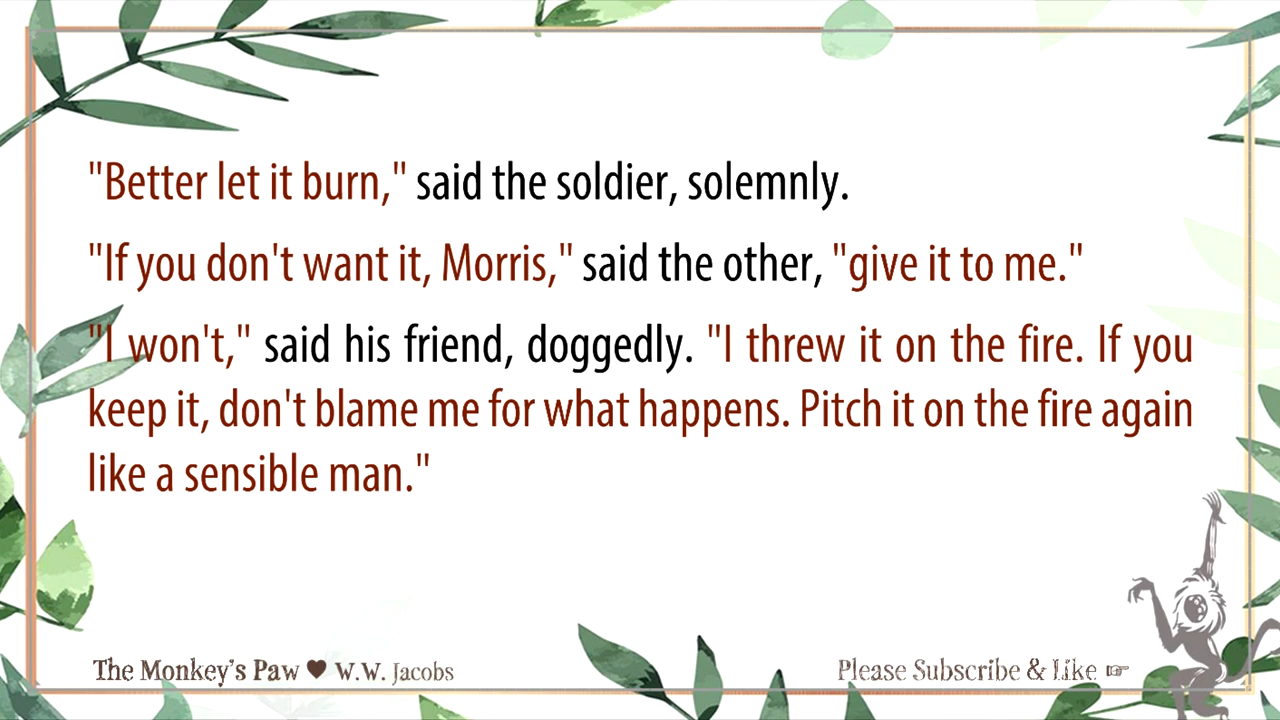 "Better let it burn," said the soldier, solemnly.
"If you don't want it, Morris," said the other, "give it to me."
"I won't," said his friend, doggedly. "I threw it on the fire. If you
keep it, don't blame me for what happens. Pitch it on the fire again
like a sensible man."
The Monkey's Paw ♥ W.W. Jacobs
Please Subscribe & Like ☞